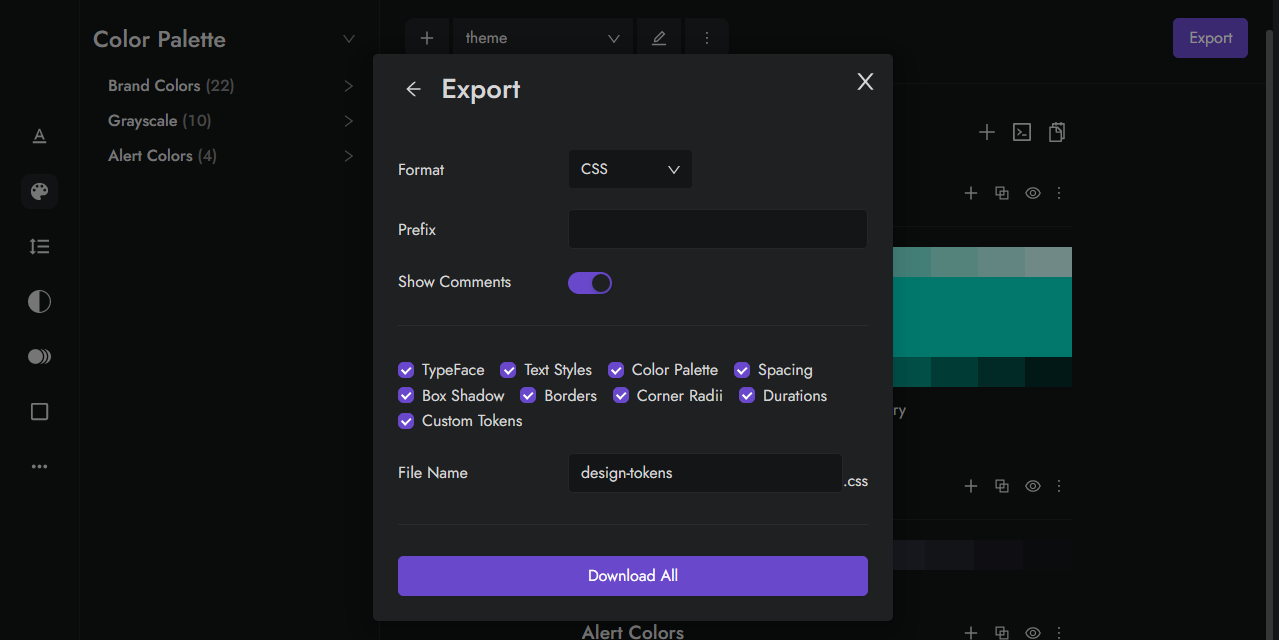 Color Palette
Brand Colors (22)
Grayscale (10)
Alert Colors (4)
theme
Export
Export
X
Format
CSS
Prefix
Show Comments
TypeFace Text Styles Color Palette Spacing
Box Shadow Borders Corner Radii Durations
Custom Tokens
File Name
design-tokens
.css
Download All
ry
Alert Colors